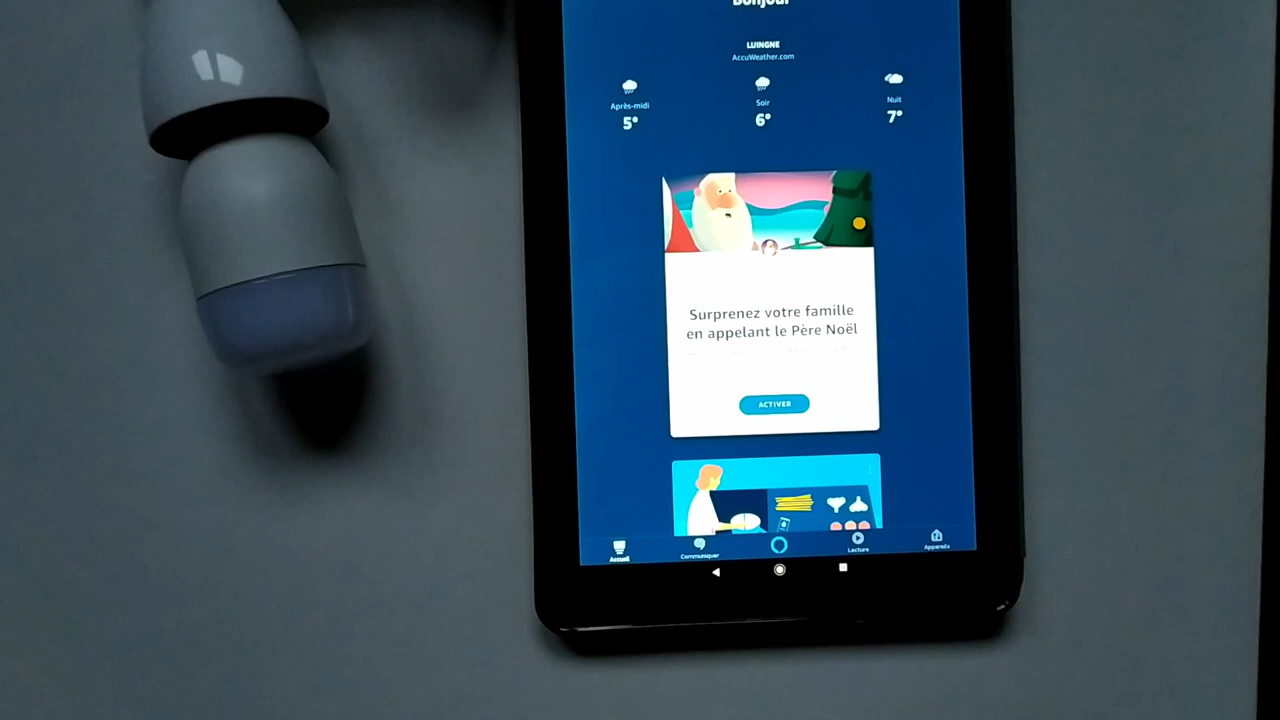 Bonjour
LUINGNE
AccuWeather.com
Après-midi
5°
Soir
6°
Nuit
7°
Surprenez votre famille
en appelant le Père Noël
ACTIVER
Accueil
Communiquer
Lecture
Appareils